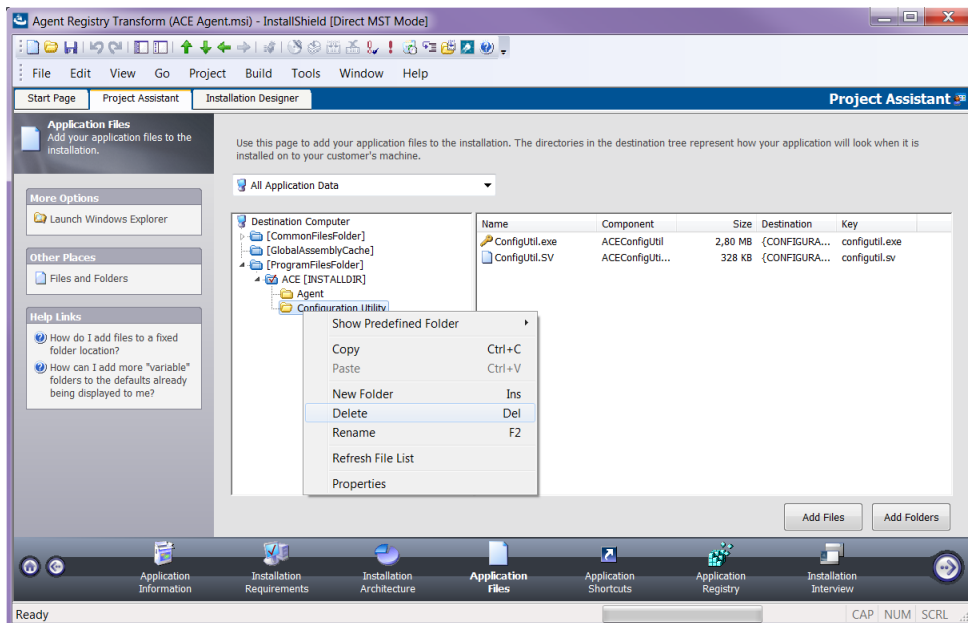 Agent Registry Transform (ACE Agent.msi) - InstallShield [Direct MST Mode]
File Edit View Go Project Build Tools Window Help
Start Page Project Assistant Installation Designer
Project Assistant
Application Files
Add your application files to the
installation.
More Options
Launch Windows Explorer
Other Places
Files and Folders
Help Links
How do I add files to a fixed
folder location?
How can I add more "variable"
folders to the defaults already
being displayed to me?
Use this page to add your application files to the installation. The directories in the destination tree represent how your application will look when it is
installed on to your customer's machine.
All Application Data
Destination Computer
[CommonFilesFolder]
[GlobalAssemblyCache]
[ProgramFilesFolder]
ACE [INSTALLDIR]
Agent
Configuration Utility
Name Component Size Destination Key
ConfigUtil.exe ACEConfigUtil 2,80 MB {CONFIGURA... configutil.exe
ConfigUtil.SV ACEConfigUti... 328 KB {CONFIGURA... configutil.sv
Show Predefined Folder
Copy Ctrl+C
Paste Ctrl+V
New Folder Ins
Delete Del
Rename F2
Refresh File List
Properties
Add Files Add Folders
Application
Information
Installation
Requirements
Installation
Architecture
Application
Files
Application
Shortcuts
Application
Registry
Installation
Interview
Ready
CAP NUM SCRL